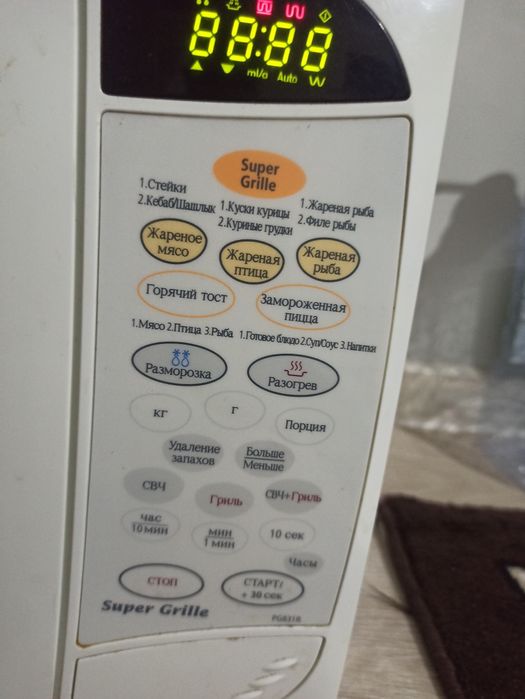 88:88
ml/g Auto W
Super
Grille
1.Стейки
2.Кебаб/Шашлык
1.Куски курицы
2.Куриные грудки
1.Жареная рыба
2.Филе рыбы
Жареное
мясо
Жареная
птица
Жареная
рыба
Горячий тост
Замороженная
пицца
1.Мясо 2.Птица 3.Рыба
1.Готовое блюдо 2.Суп/Соус 3.Напитки
Разморозка
Разогрев
кг
г
Порция
Удаление
запахов
Больше
Меньше
СВЧ
Гриль
СВЧ+Гриль
час
10 мин
мин
1 мин
10 сек
Часы
СТОП
СТАРТ/
+ 30 сек
Super Grille
PG831R